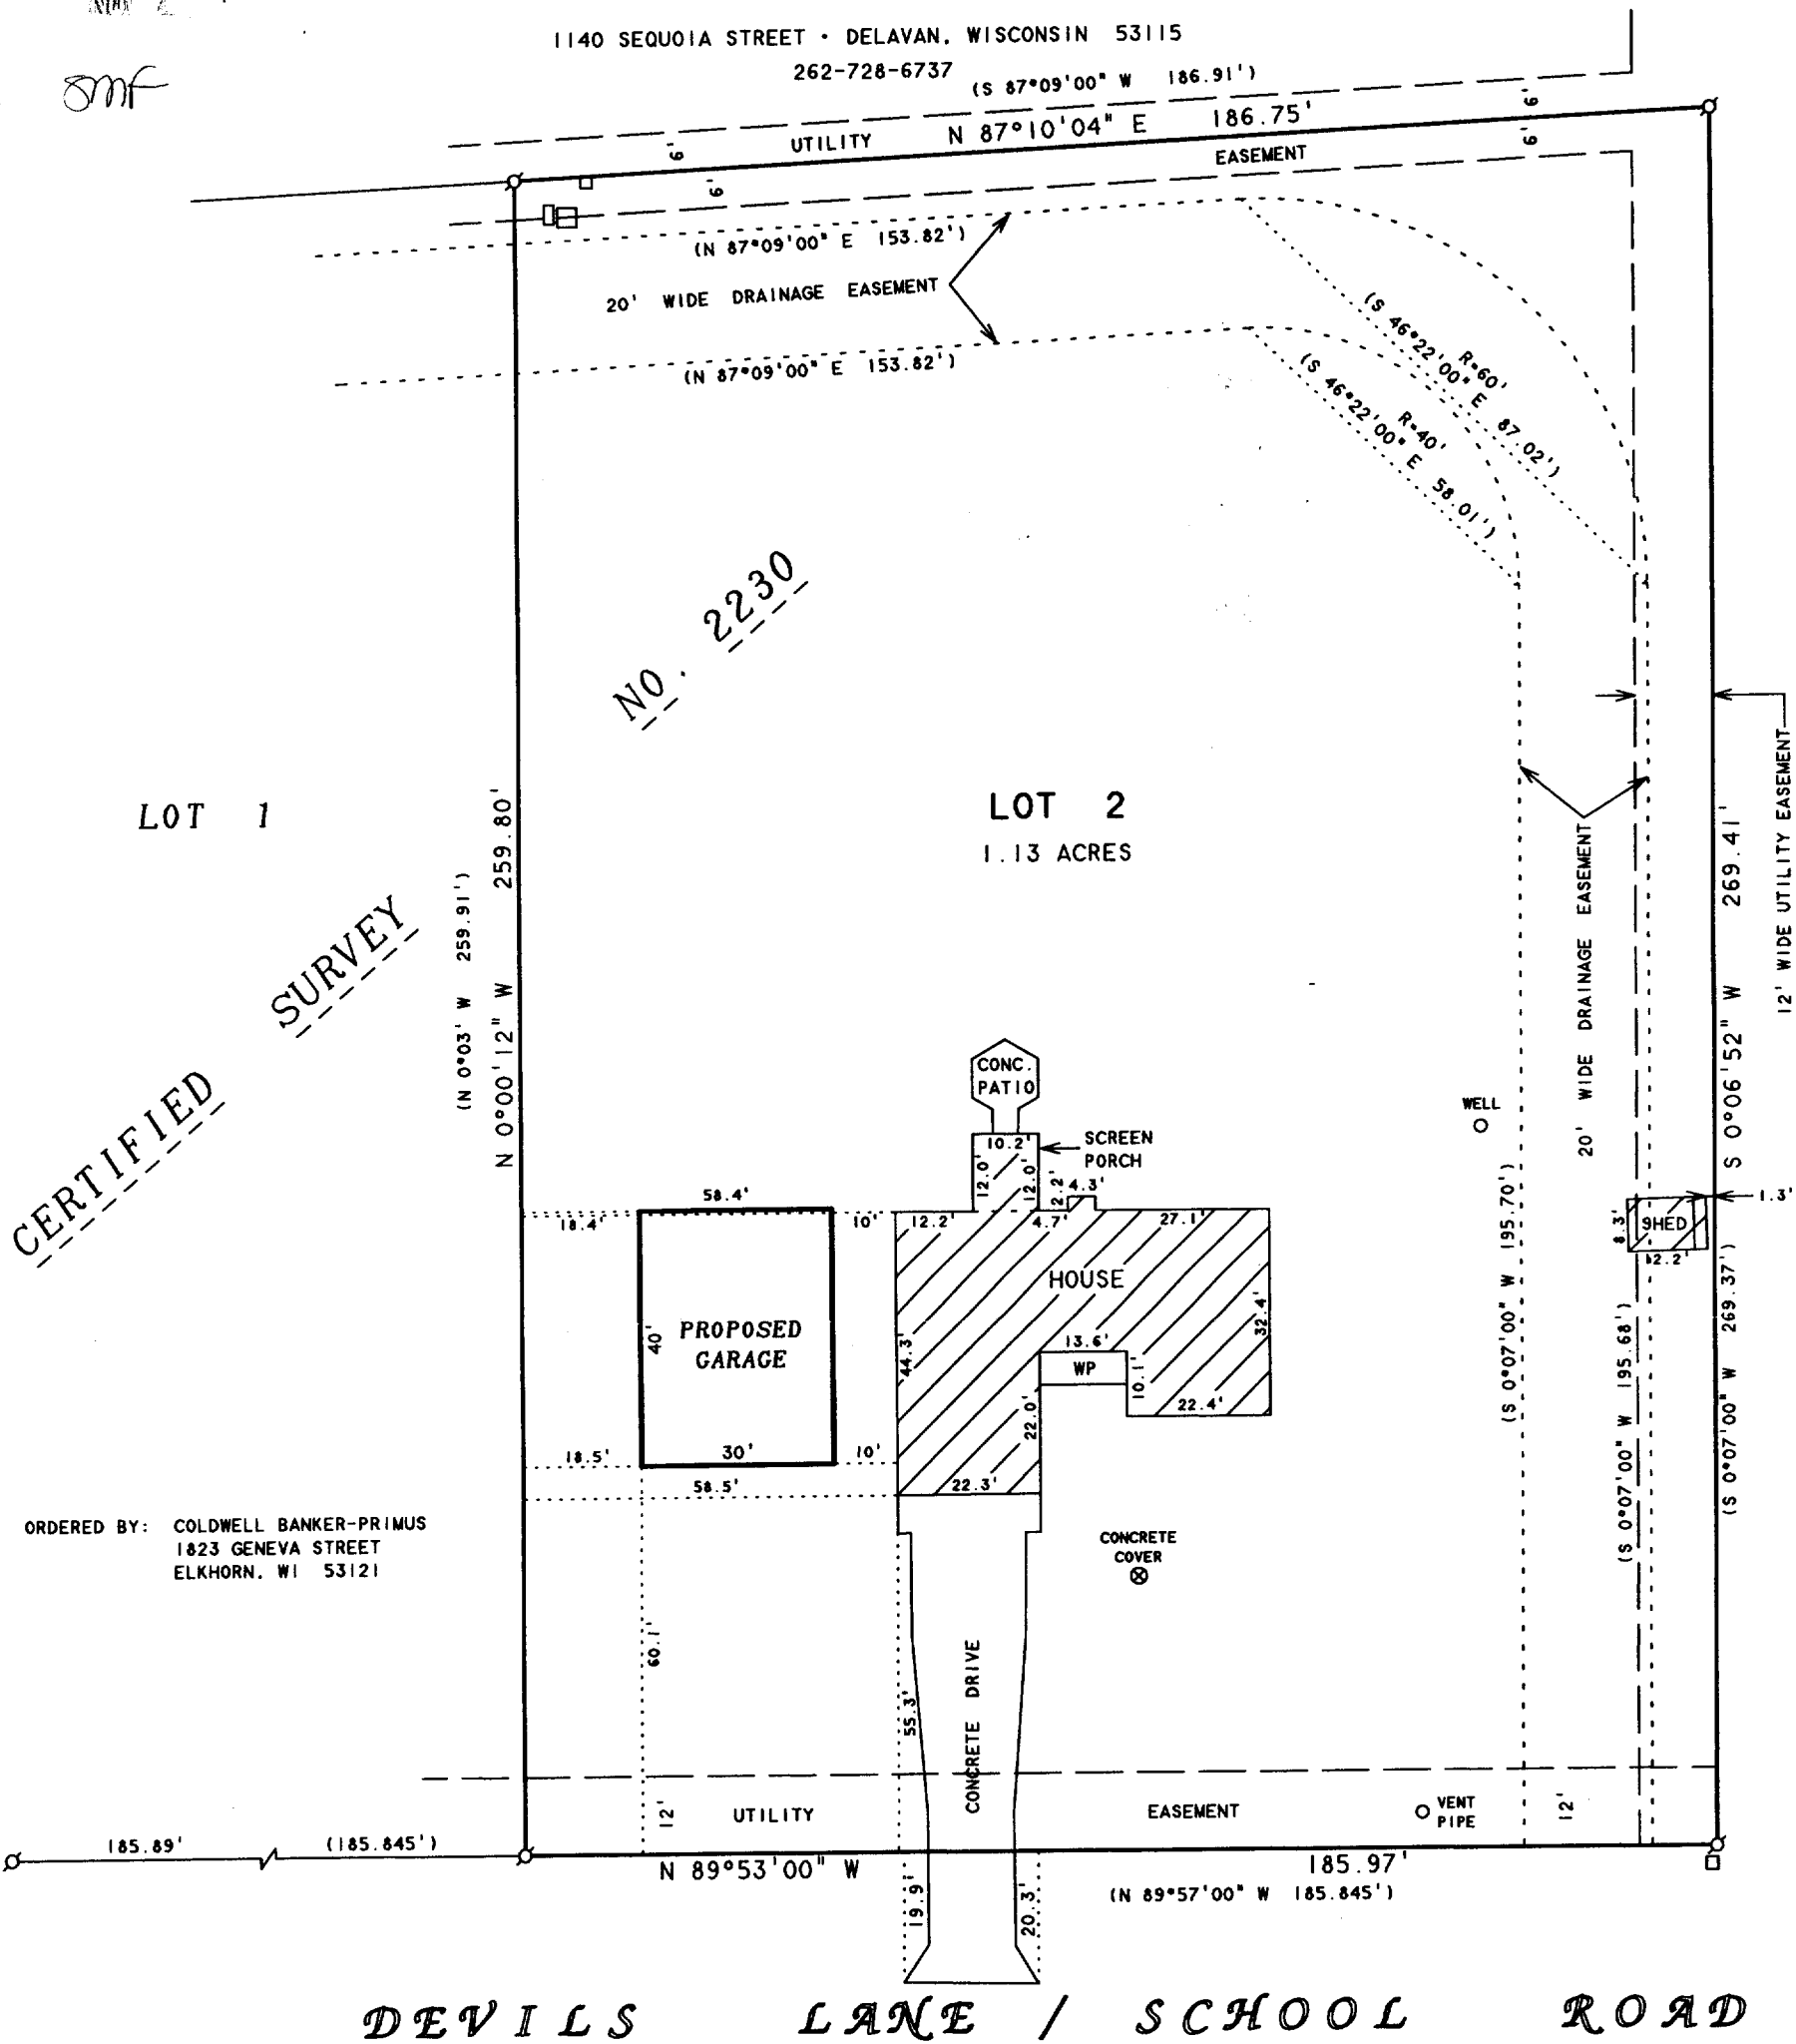 1140 SEQUOIA STREET • DELAVAN, WISCONSIN 53115
262-728-6737
(S 87°09'00" W 186.91')
UTILITY N 87°10'04" E 186.75'
EASEMENT
6'
6'
6'
6'
(N 87°09'00" E 153.82')
20' WIDE DRAINAGE EASEMENT
(N 87°09'00" E 153.82')
R=60'
(S 46°22'00" E 87.02')
R=40'
(S 46°22'00" E 58.01')
CERTIFIED SURVEY NO. 2230
LOT 1
LOT 2
1.13 ACRES
(N 0°03' W 259.91')
N 0°00'12" W 259.80'
12' WIDE UTILITY EASEMENT
S 0°06'52" W 269.41'
(S 0°07'00" W 269.37')
20' WIDE DRAINAGE EASEMENT
(S 0°07'00" W 195.70')
(S 0°07'00" W 195.68')
WELL
CONC.
PATIO
SCREEN
PORCH
10.2'
12.0'
12.0'
2.2'
4.3'
58.4'
18.4'
10'
12.2'
4.7'
27.1'
1.3'
8.3'
SHED
12.2'
HOUSE
PROPOSED
GARAGE
40'
44.3'
13.6'
WP
32.4'
10.1'
22.4'
22.0'
18.5'
30'
10'
58.5'
22.3'
ORDERED BY: COLDWELL BANKER-PRIMUS
1823 GENEVA STREET
ELKHORN, WI 53121
CONCRETE
COVER
60.1'
55.3'
CONCRETE DRIVE
12'
UTILITY EASEMENT
VENT
PIPE
12'
185.89' (185.845')
N 89°53'00" W 185.97'
(N 89°57'00" W 185.845')
19.9'
20.3'
DEVILS LANE / SCHOOL ROAD